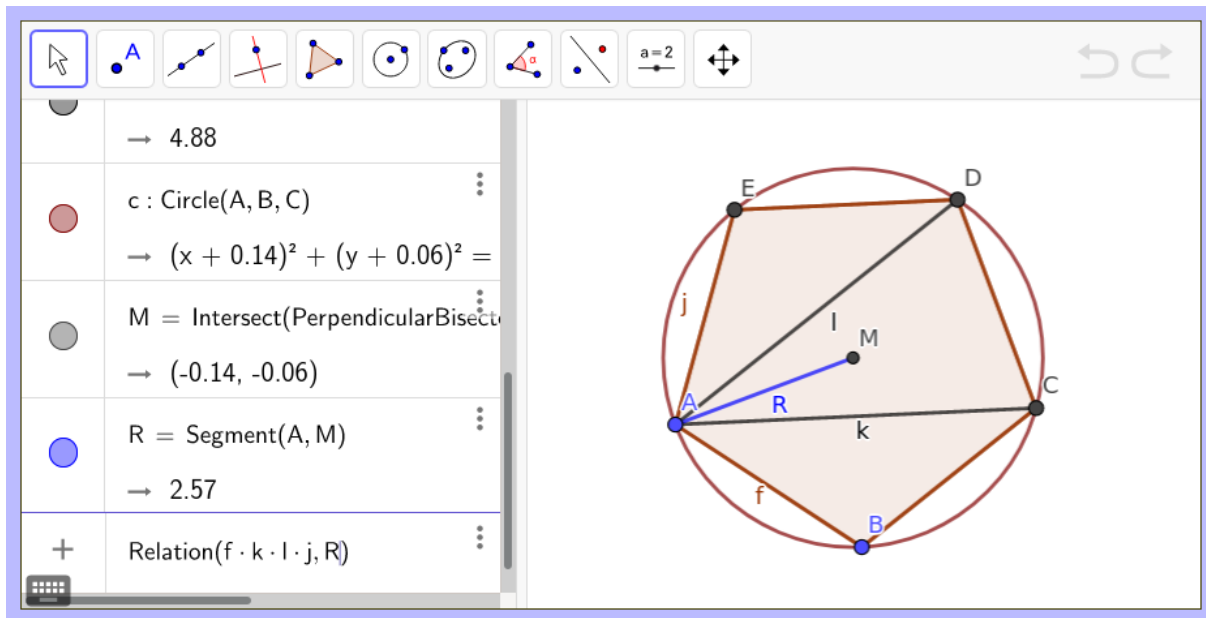 A
α
a=2
→ 4.88
c : Circle(A, B, C)
→ (x + 0.14)² + (y + 0.06)² =
M = Intersect(PerpendicularBisect
→ (-0.14, -0.06)
R = Segment(A, M)
→ 2.57
+ Relation(f · k · l · j, R)
E
D
j
l
M
A
R
C
k
f
B